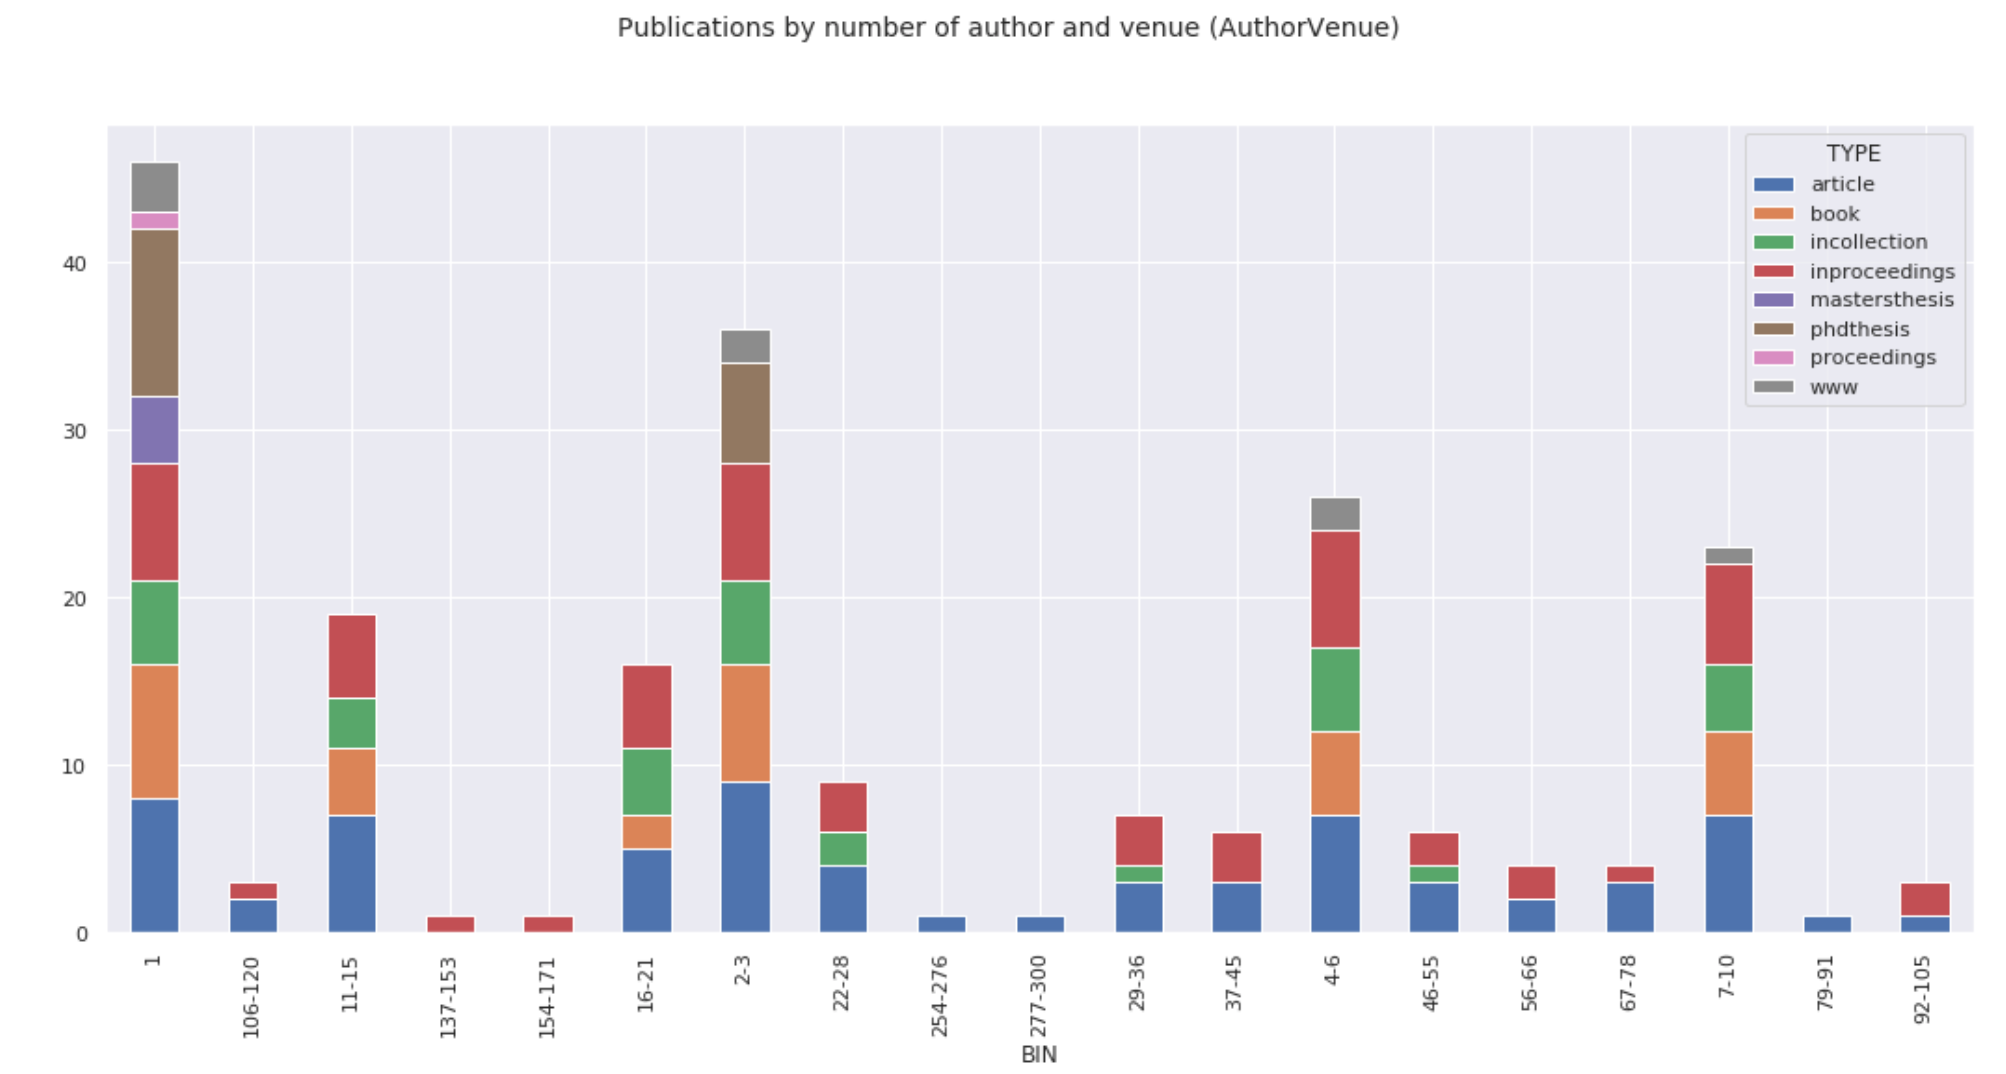 Publications by number of author and venue (AuthorVenue)
TYPE
article
book
incollection
inproceedings
mastersthesis
phdthesis
proceedings
www
40
30
20
10
0
1
106-120
11-15
137-153
154-171
16-21
2-3
22-28
254-276
277-300
29-36
37-45
4-6
46-55
56-66
67-78
7-10
79-91
92-105
BIN